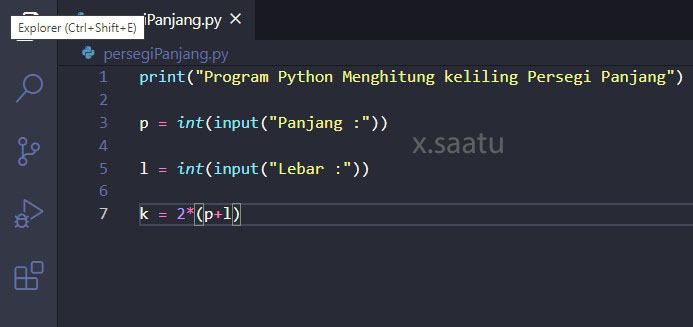 Explorer (Ctrl+Shift+E)
giPanjang.py
persegiPanjang.py
1 print("Program Python Menghitung keliling Persegi Panjang")
2
3 p = int(input("Panjang :"))
4
x.saatu
5 l = int(input("Lebar :"))
6
7 k = 2*(p+l)